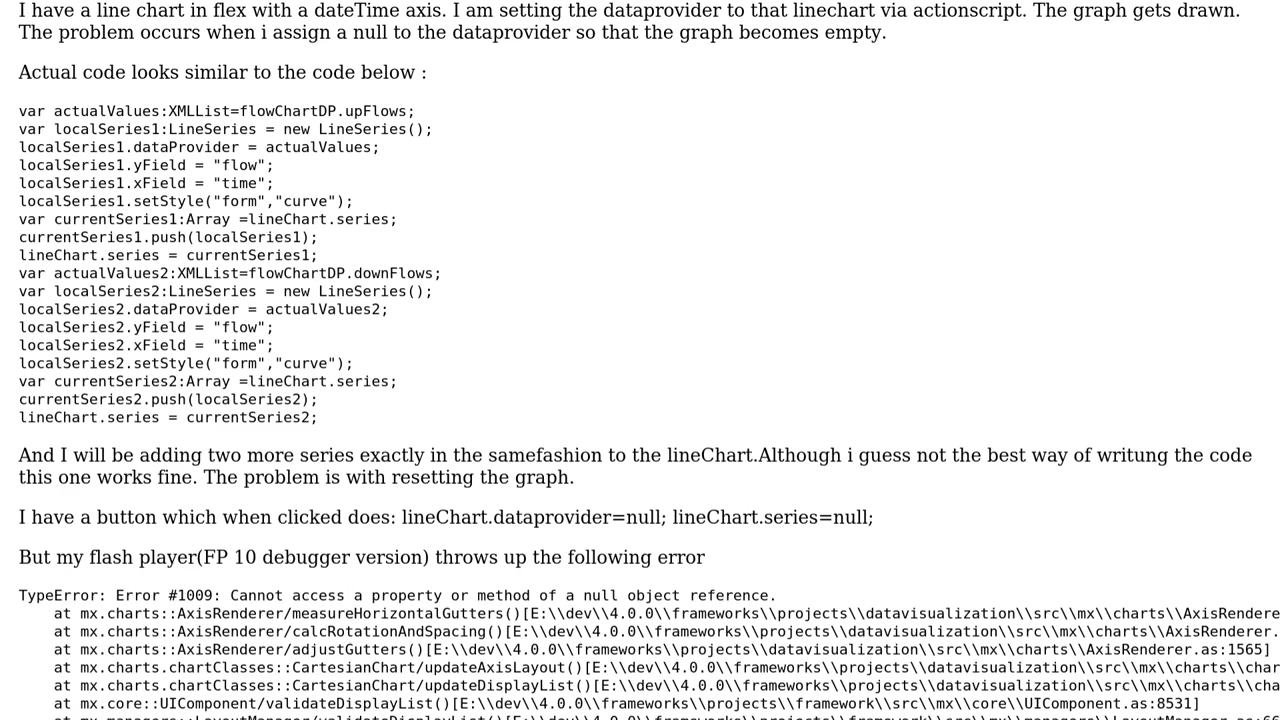 I have a line chart in flex with a dateTime axis. I am setting the dataprovider to that linechart via actionscript. The graph gets drawn.
The problem occurs when i assign a null to the dataprovider so that the graph becomes empty.
Actual code looks similar to the code below :
var actualValues:XMLList=flowChartDP.upFlows;
var localSeries1:LineSeries = new LineSeries();
localSeries1.dataProvider = actualValues;
localSeries1.yField = "flow";
localSeries1.xField = "time";
localSeries1.setStyle("form","curve");
var currentSeries1:Array =lineChart.series;
currentSeries1.push(localSeries1);
lineChart.series = currentSeries1;
var actualValues2:XMLList=flowChartDP.downFlows;
var localSeries2:LineSeries = new LineSeries();
localSeries2.dataProvider = actualValues2;
localSeries2.yField = "flow";
localSeries2.xField = "time";
localSeries2.setStyle("form","curve");
var currentSeries2:Array =lineChart.series;
currentSeries2.push(localSeries2);
lineChart.series = currentSeries2;
And I will be adding two more series exactly in the samefashion to the lineChart.Although i guess not the best way of writung the code
this one works fine. The problem is with resetting the graph.
I have a button which when clicked does: lineChart.dataprovider=null; lineChart.series=null;
But my flash player(FP 10 debugger version) throws up the following error
TypeError: Error #1009: Cannot access a property or method of a null object reference.
at mx.charts::AxisRenderer/measureHorizontalGutters()[E:\\dev\\4.0.0\\frameworks\\projects\\datavisualization\\src\\mx\\charts\\AxisRendere
at mx.charts::AxisRenderer/calcRotationAndSpacing()[E:\\dev\\4.0.0\\frameworks\\projects\\datavisualization\\src\\mx\\charts\\AxisRenderer.
at mx.charts::AxisRenderer/adjustGutters()[E:\\dev\\4.0.0\\frameworks\\projects\\datavisualization\\src\\mx\\charts\\AxisRenderer.as:1565]
at mx.charts.chartClasses::CartesianChart/updateAxisLayout()[E:\\dev\\4.0.0\\frameworks\\projects\\datavisualization\\src\\mx\\charts\\char
at mx.charts.chartClasses::CartesianChart/updateDisplayList()[E:\\dev\\4.0.0\\frameworks\\projects\\datavisualization\\src\\mx\\charts\\cha
at mx.core::UIComponent/validateDisplayList()[E:\\dev\\4.0.0\\frameworks\\projects\\framework\\src\\mx\\core\\UIComponent.as:8531]